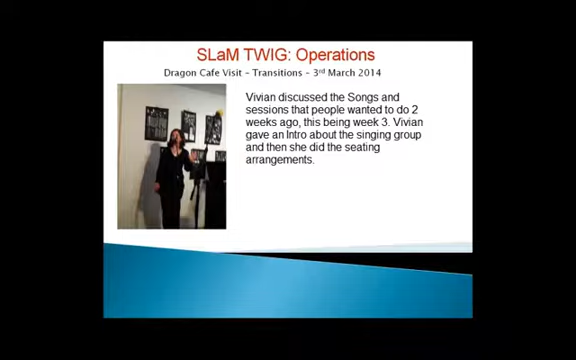 SLaM TWIG: Operations
Dragon Cafe Visit – Transitions – 3rd March 2014
Vivian discussed the Songs and
sessions that people wanted to do 2
weeks ago, this being week 3. Vivian
gave an Intro about the singing group
and then she did the seating
arrangements.